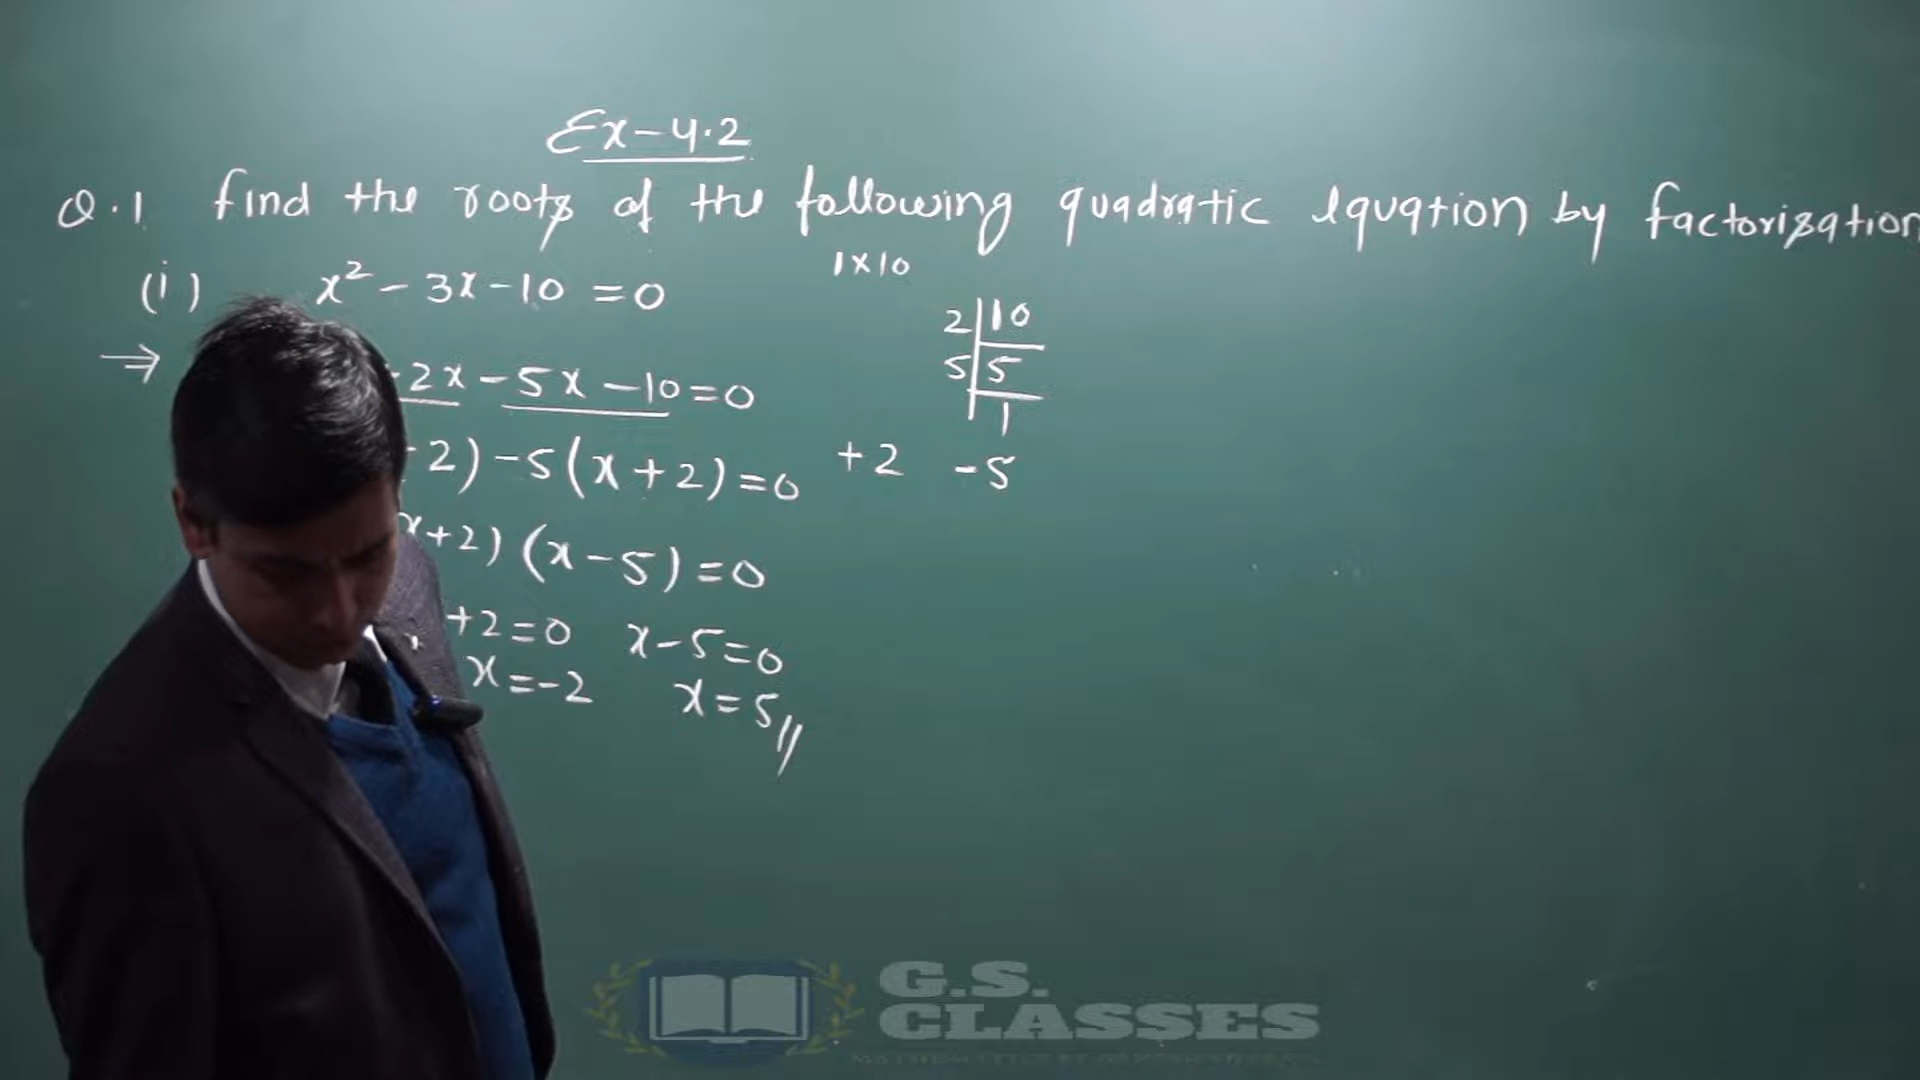 Ex-4.2
Q.1 find the roots of the following quadratic equation by factorization
(i) x² - 3x - 10 = 0
1 x 10
2 | 10
5 | 5
1
⇒ 2x - 5x - 10 = 0
2) - 5(x + 2) = 0
+2 -5
x+2) (x - 5) = 0
+2 = 0 x - 5 = 0
x = -2 x = 5 //
G.S.
CLASSES